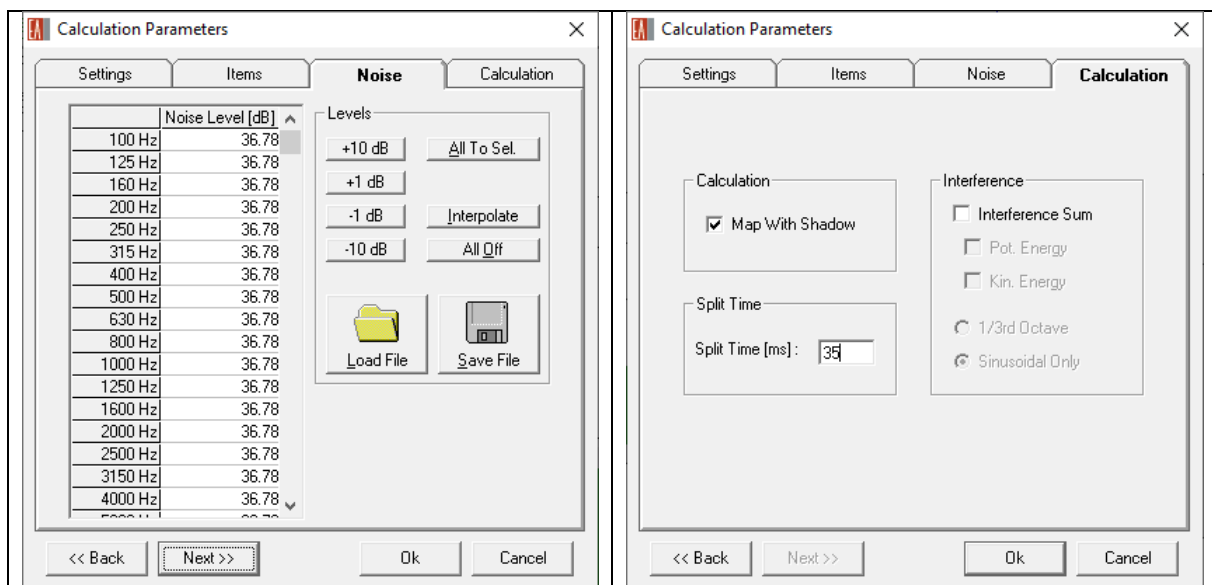 EA Calculation Parameters
Settings Items Noise Calculation
Noise Level [dB]
100 Hz 36.78
125 Hz 36.78
160 Hz 36.78
200 Hz 36.78
250 Hz 36.78
315 Hz 36.78
400 Hz 36.78
500 Hz 36.78
630 Hz 36.78
800 Hz 36.78
1000 Hz 36.78
1250 Hz 36.78
1600 Hz 36.78
2000 Hz 36.78
2500 Hz 36.78
3150 Hz 36.78
4000 Hz 36.78
Levels
+10 dB All To Sel.
+1 dB
-1 dB Interpolate
-10 dB All Off
Load File Save File
<< Back Next >> Ok Cancel
EA Calculation Parameters
Settings Items Noise Calculation
Calculation
Map With Shadow
Split Time
Split Time [ms] : 35
Interference
Interference Sum
Pot. Energy
Kin. Energy
1/3rd Octave
Sinusoidal Only
<< Back Next >> Ok Cancel